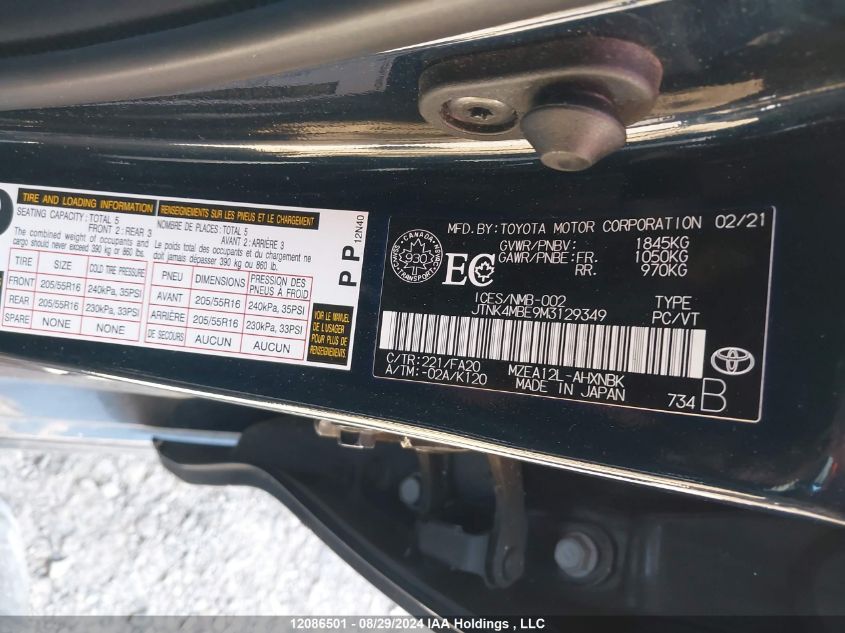 TIRE AND LOADING INFORMATION
RENSEIGNEMENTS SUR LES PNEUS ET LE CHARGEMENT
SEATING CAPACITY : TOTAL 5
FRONT 2 : REAR 3
The combined weight of occupants and
cargo should never exceed 390 kg or 860 lbs.
NOMBRE DE PLACES : TOTAL 5
AVANT 2 : ARRIÈRE 3
Le poids total des occupants et du chargement ne
doit jamais dépasser 390 kg ou 860 lb.
TIRE SIZE COLD TIRE PRESSURE
FRONT 205/55R16 240kPa, 35PSI
REAR 205/55R16 230kPa, 33PSI
SPARE NONE NONE
PNEU DIMENSIONS PRESSION DES PNEUS À FROID
AVANT 205/55R16 240kPa, 35PSI
ARRIÈRE 205/55R16 230kPa, 33PSI
DE SECOURS AUCUN AUCUN
VOIR LE MANUEL
DE L'USAGER
POUR PLUS DE
RENSEIGNEMENTS
12N40
P P
CANADA
930
TRANSPORT
EC
MFD. BY: TOYOTA MOTOR CORPORATION 02/21
GVWR/PNBV: 1845KG
GAWR/PNBE: FR. 1050KG
RR. 970KG
ICES/NMB-002 TYPE
JTNK4MBE9M3129349 PC/VT
C/TR: 221/FA20 MZEA12L-AHXNBK
A/TM: -02A/K120 MADE IN JAPAN
734 B
12086501 - 08/29/2024 IAA Holdings , LLC